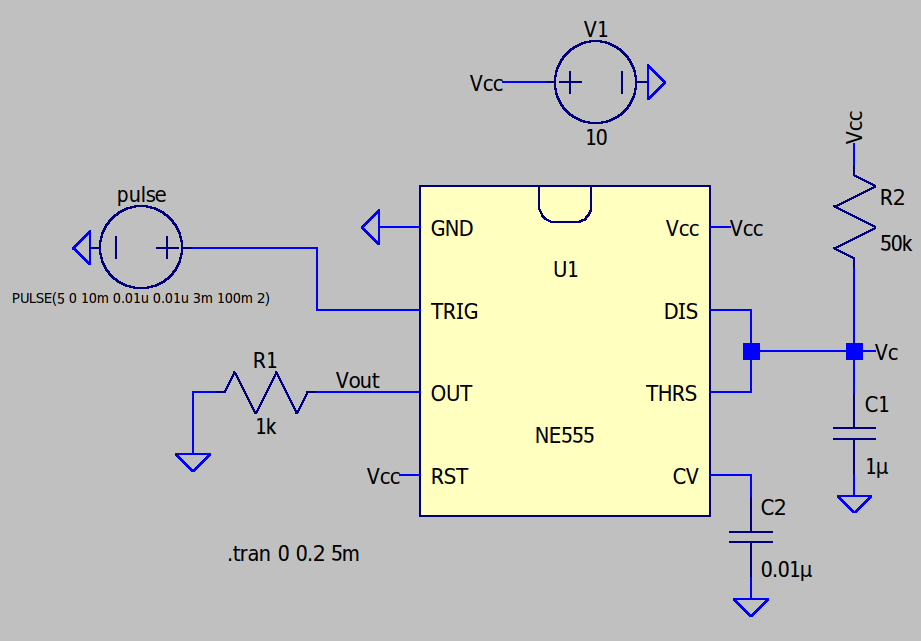 V1
Vcc
10
Vcc
pulse
R2
GND
Vcc
Vcc
50k
U1
PULSE(5 0 10m 0.01u 0.01u 3m 100m 2)
TRIG
DIS
Vc
R1
Vout
OUT
THRS
C1
1k
NE555
1µ
Vcc
RST
CV
C2
.tran 0 0.2 5m
0.01µ